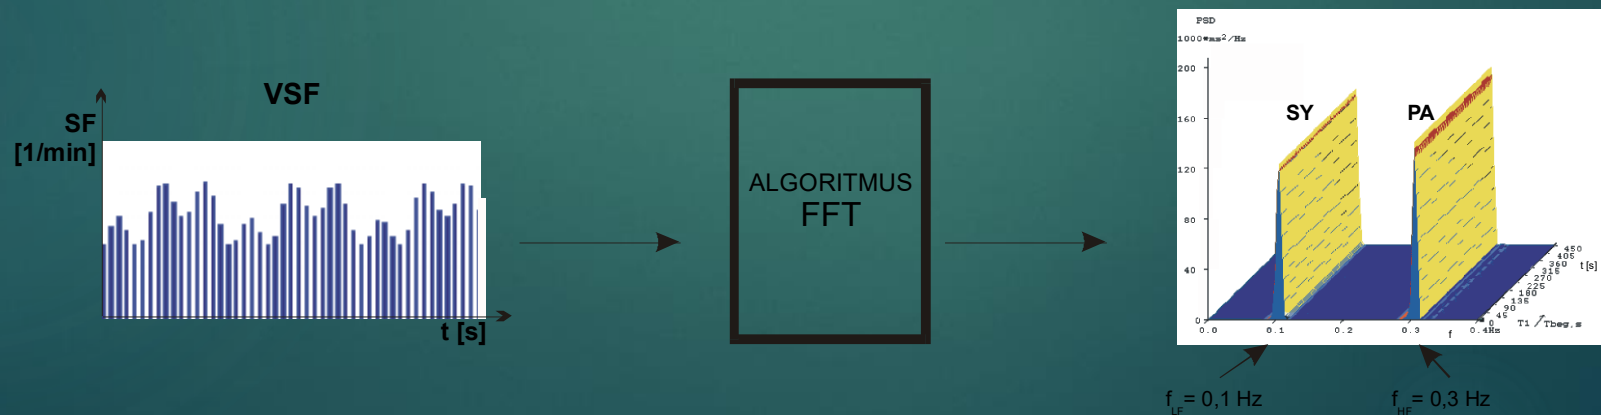 VSF
SF
[1/min]
t [s]
ALGORITMUS
FFT
PSD
1000*ms²/Hz
200
160
120
80
40
0
SY
PA
0.0
0.1
0.2
0.3
0.4Hz
f
0
45
90
135
180
225
270
315
360
405
450
t [s]
T1 / Tbeg,s
f_LF = 0,1 Hz
f_HF = 0,3 Hz